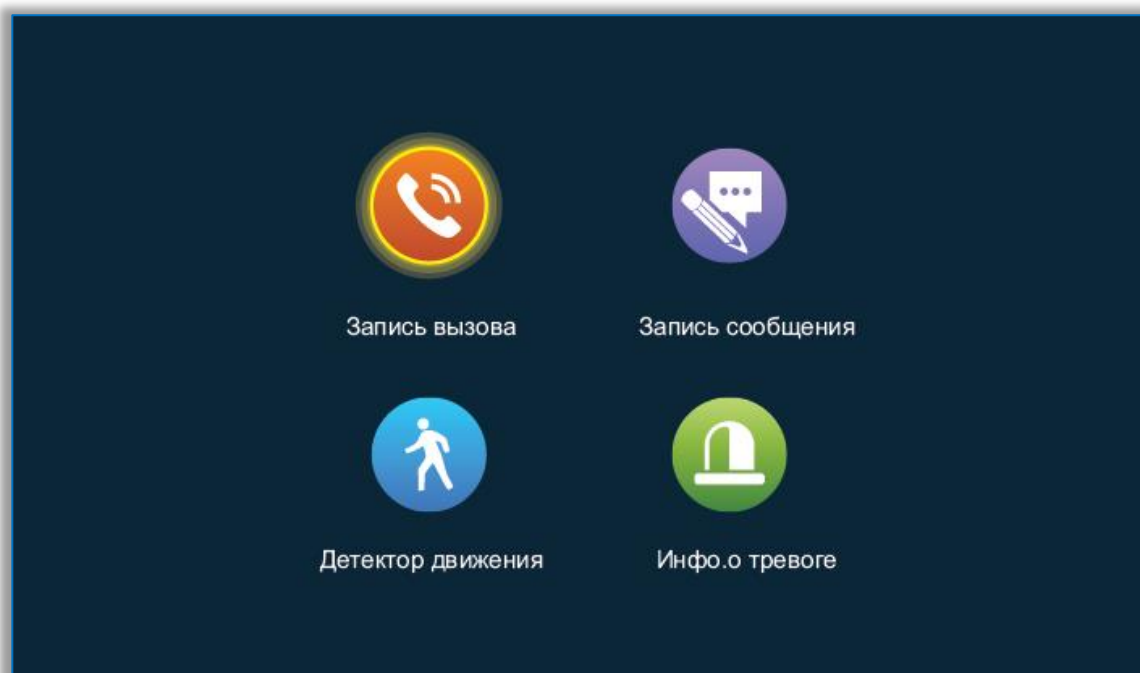 Запись вызова
Запись сообщения
Детектор движения
Инфо.о тревоге